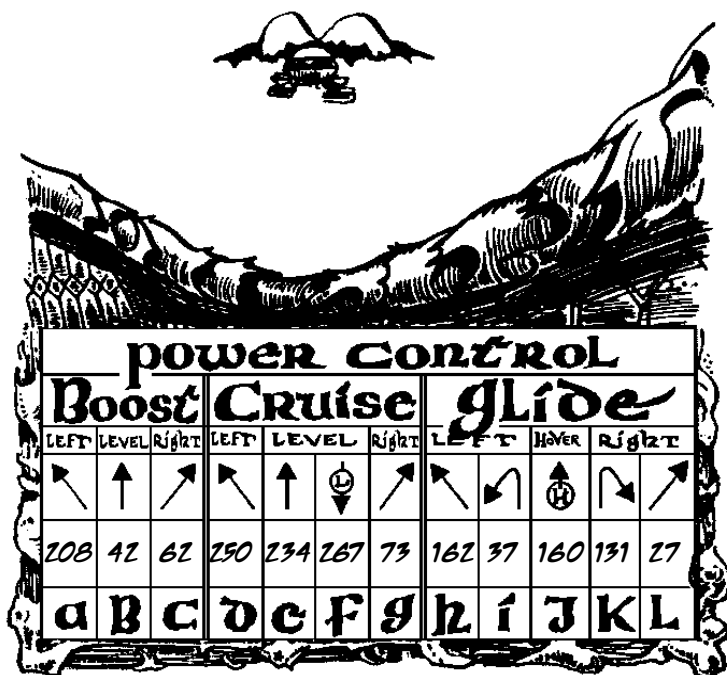 POWER CONTROL
BOOST CRUISE GLIDE
LEFT LEVEL Right LEFT LEVEL Right LEFT HOVER Right
L H
208 42 62 250 234 267 73 162 37 160 131 27
a B C D e f g h i J K L